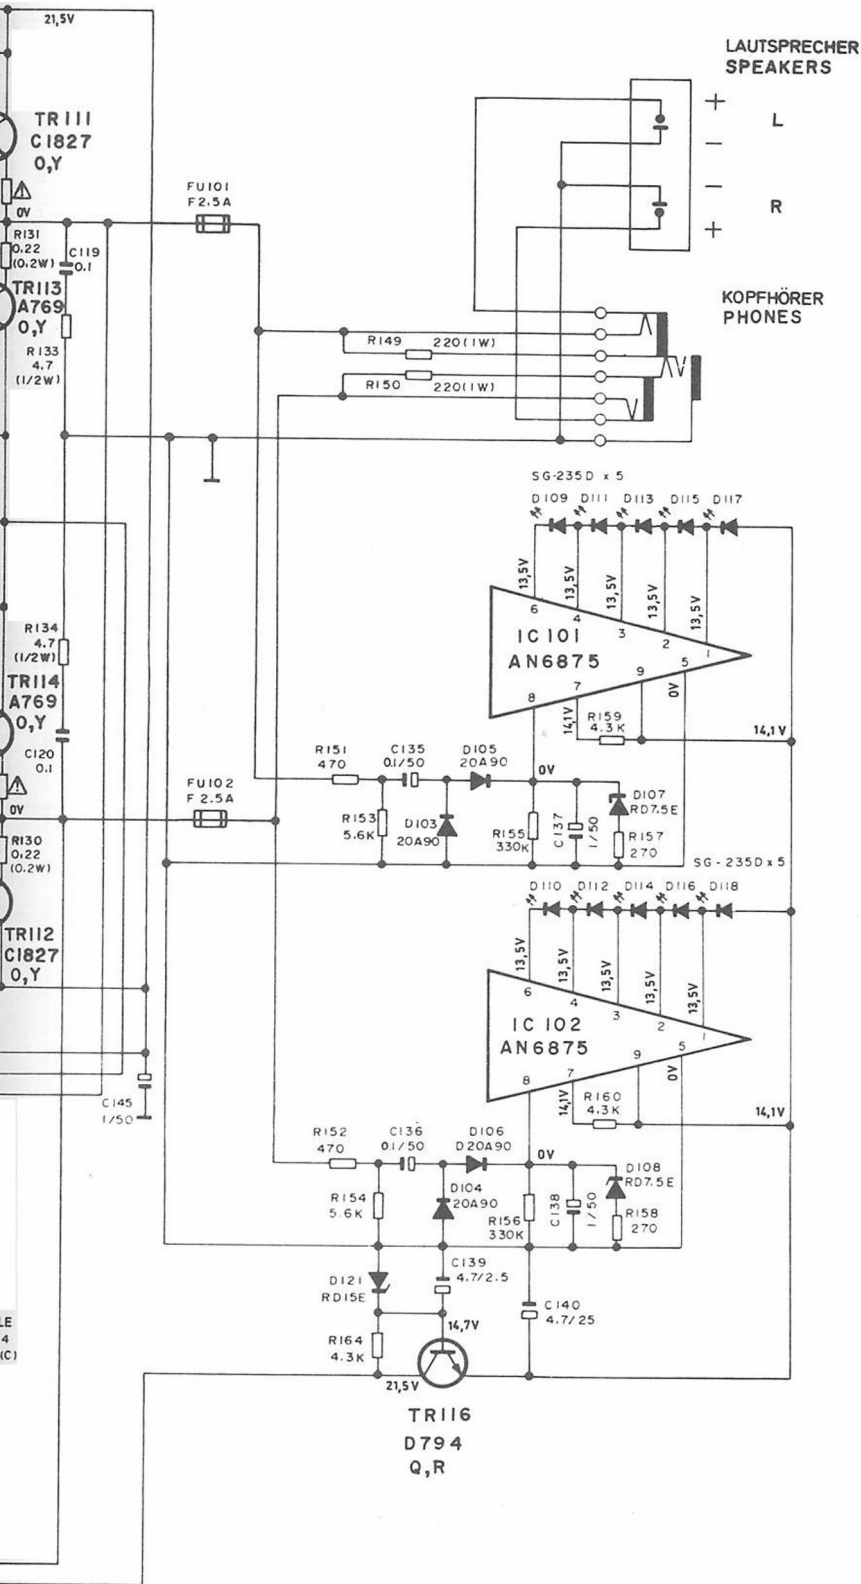 21,5V
LAUTSPRECHER
SPEAKERS
+
L
−
−
R
+
TR111
C1827
O,Y
0V
R131
0.22
(0.2W)
C119
0.1
FU101
F2.5A
TR113
A769
O,Y
R133
4.7
(1/2W)
KOPFHÖRER
PHONES
R149
220(1W)
R150
220(1W)
SG-235D x 5
D109
D111
D113
D115
D117
13,5V
13,5V
13,5V
13,5V
13,5V
6
4
3
2
1
IC101
AN6875
5
9
7
8
0V
14,1V
R159
4.3K
14,1V
R134
4.7
(1/2W)
TR114
A769
O,Y
C120
0.1
0V
FU102
F 2.5A
R151
470
C135
0.1/50
D105
20A90
0V
R153
5.6K
D103
20A90
R155
330K
C137
1/50
D107
RD7.5E
R157
270
R130
0.22
(0.2W)
TR112
C1827
O,Y
SG-235Dx5
D110
D112
D114
D116
D118
13,5V
13,5V
13,5V
13,5V
13,5V
6
4
3
2
1
IC102
AN6875
5
9
7
8
0V
14,1V
R160
4.3K
14,1V
C145
1/50
R152
470
C136
0.1/50
D106
D20A90
0V
R154
5.6K
D104
20A90
R156
330K
C138
1/50
D108
RD7.5E
R158
270
D121
RD15E
C139
4.7/2.5
C140
4.7/25
14,7V
R164
4.3K
21,5V
TR116
D794
Q,R
LE
4
(C)